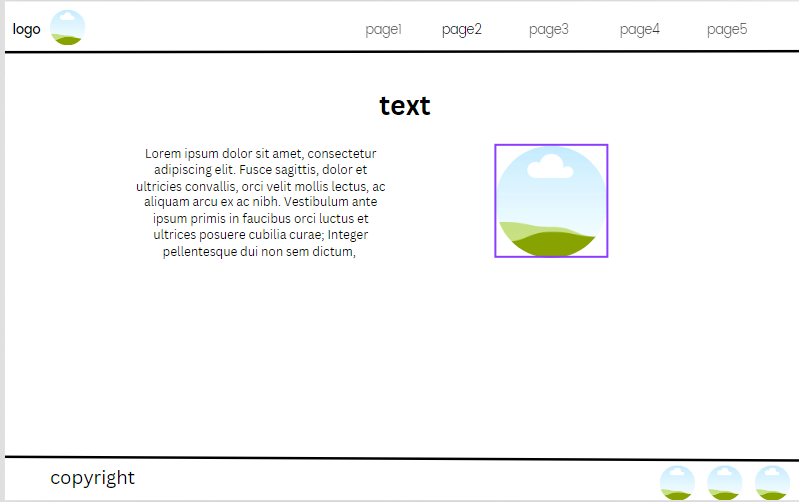 logo page1 page2 page3 page4 page5
text
Lorem ipsum dolor sit amet, consectetur
adipiscing elit. Fusce sagittis, dolor et
ultricies convallis, orci velit mollis lectus, ac
aliquam arcu ex ac nibh. Vestibulum ante
ipsum primis in faucibus orci luctus et
ultrices posuere cubilia curae; Integer
pellentesque dui non sem dictum,
copyright